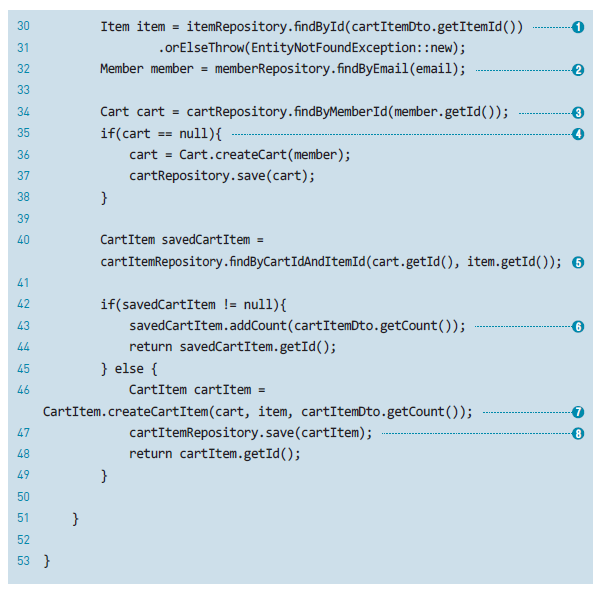 30 Item item = itemRepository.findById(cartItemDto.getItemId()) ❶
31 .orElseThrow(EntityNotFoundException::new);
32 Member member = memberRepository.findByEmail(email); ❷
33
34 Cart cart = cartRepository.findByMemberId(member.getId()); ❸
35 if(cart == null){ ❹
36 cart = Cart.createCart(member);
37 cartRepository.save(cart);
38 }
39
40 CartItem savedCartItem =
cartItemRepository.findByCartIdAndItemId(cart.getId(), item.getId()); ❺
41
42 if(savedCartItem != null){
43 savedCartItem.addCount(cartItemDto.getCount()); ❻
44 return savedCartItem.getId();
45 } else {
46 CartItem cartItem =
CartItem.createCartItem(cart, item, cartItemDto.getCount()); ❼
47 cartItemRepository.save(cartItem); ❽
48 return cartItem.getId();
49 }
50
51 }
52
53 }